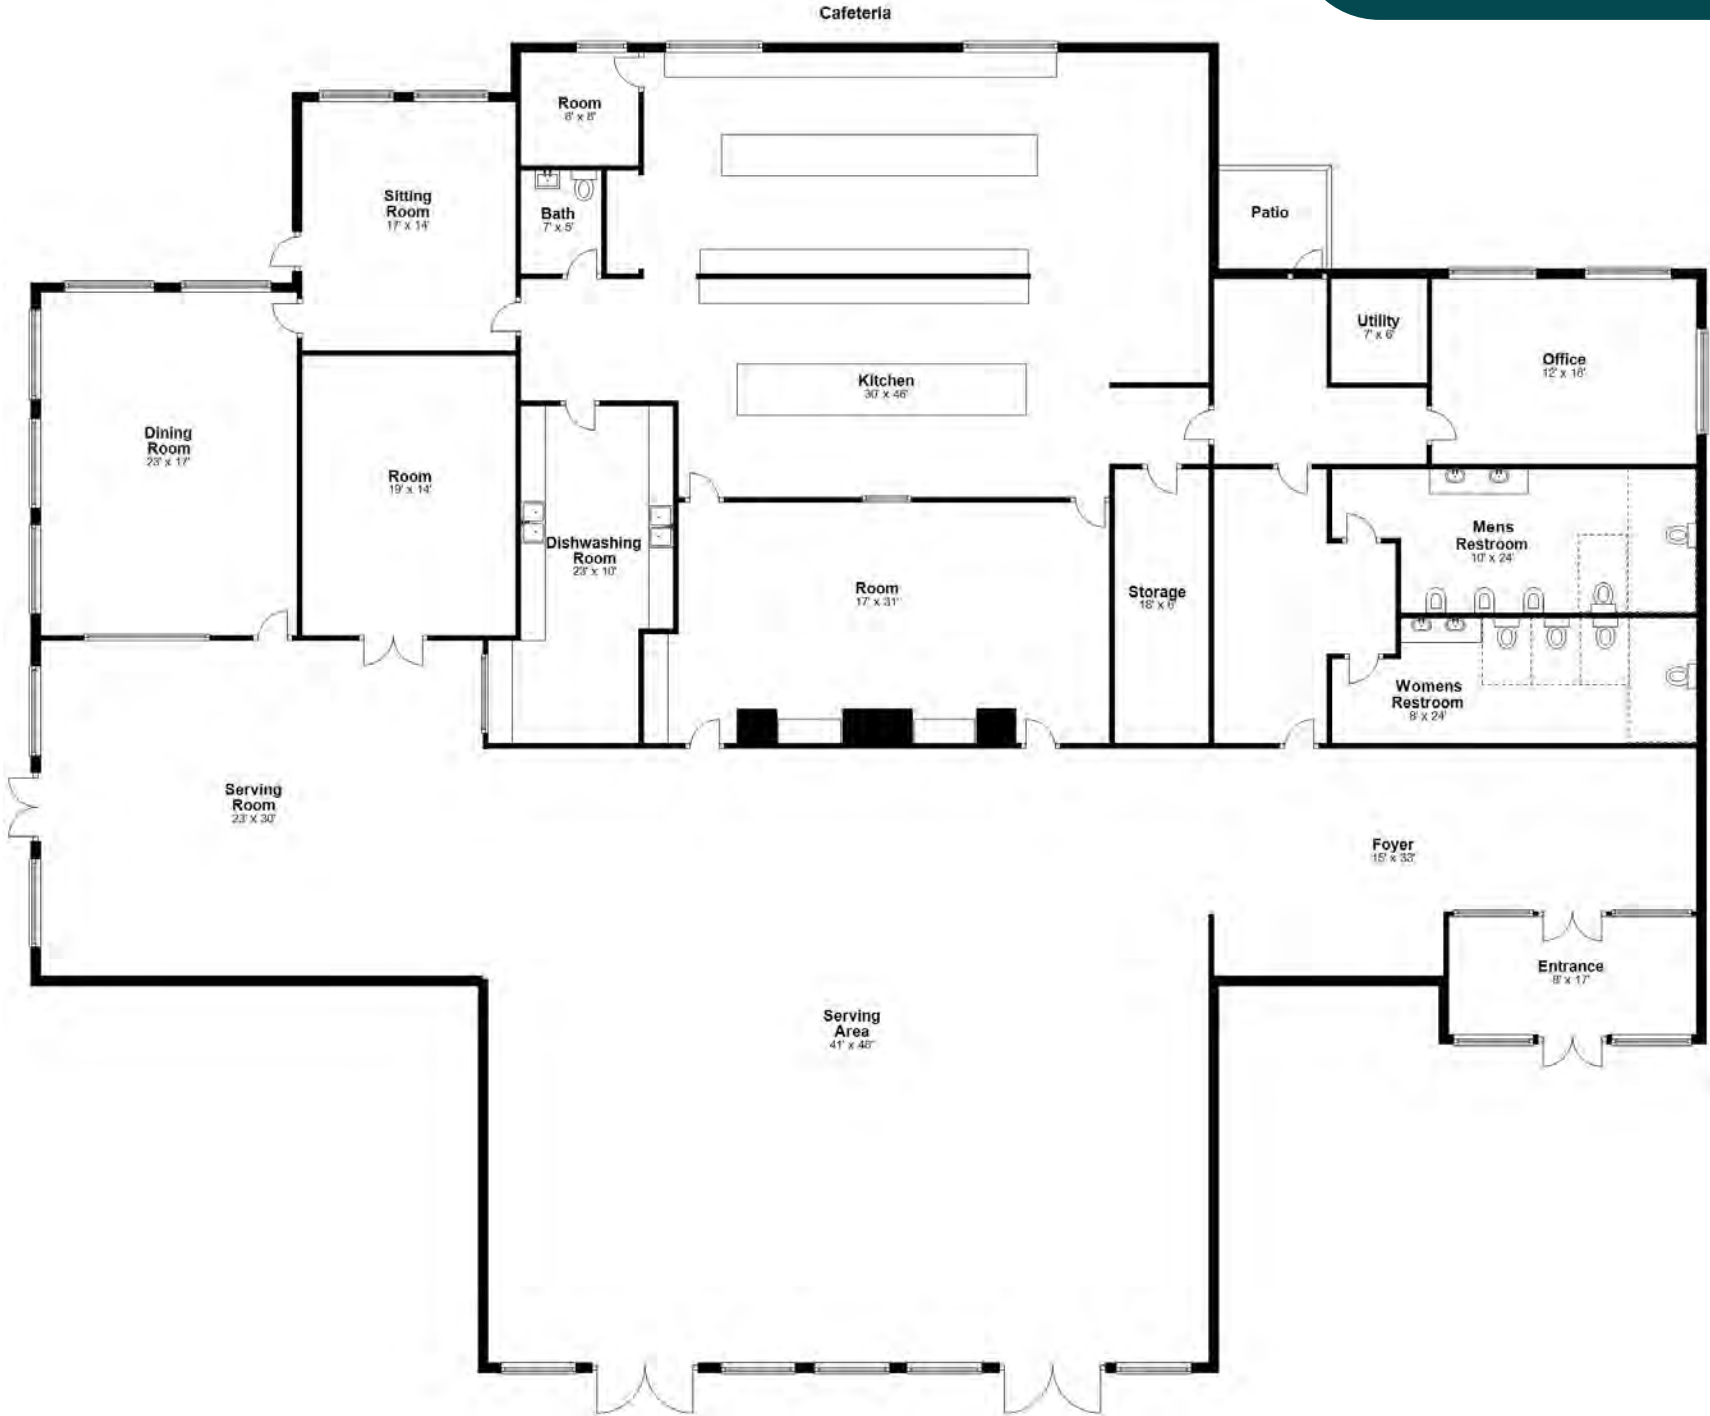 Cafeteria
Room
8' x 8'
Sitting
Room
17' x 14'
Bath
7' x 5'
Patio
Utility
7' x 6'
Office
12' x 18'
Kitchen
30' x 46'
Dining
Room
23' x 17'
Room
19' x 14'
Dishwashing
Room
23' x 10'
Mens
Restroom
10' x 24'
Room
17' x 31'
Storage
18' x 6'
Womens
Restroom
8' x 24'
Serving
Room
23' x 30'
Foyer
15' x 33'
Entrance
8' x 17'
Serving
Area
41' x 48'